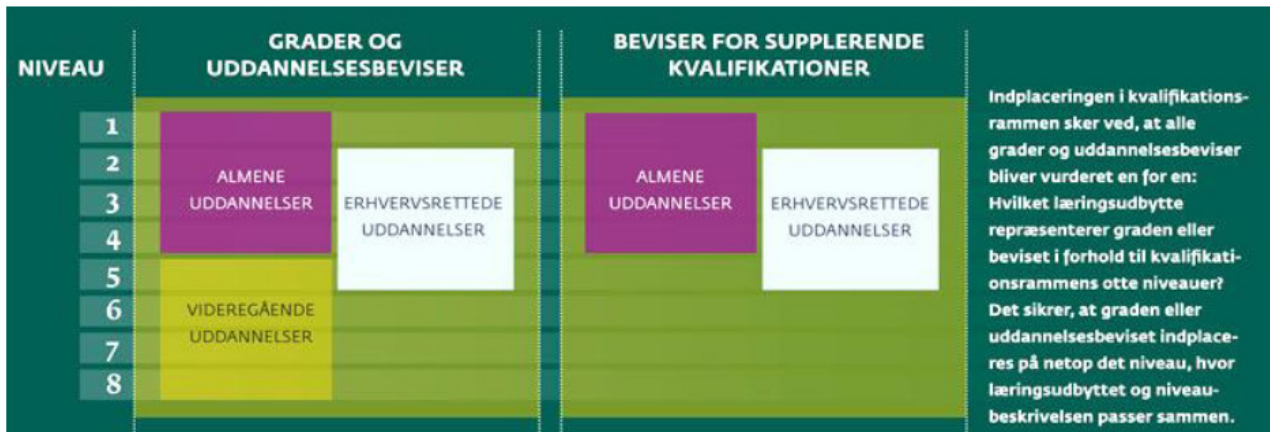 NIVEAU
GRADER OG
UDDANNELSESBEVISER
BEVISER FOR SUPPLERENDE
KVALIFIKATIONER
1
2
3
4
5
6
7
8
ALMENE
UDDANNELSER
ERHVERVSRETTEDE
UDDANNELSER
VIDEREGÅENDE
UDDANNELSER
ALMENE
UDDANNELSER
ERHVERVSRETTEDE
UDDANNELSER
Indplaceringen i kvalifikations-
rammen sker ved, at alle
grader og uddannelsesbeviser
bliver vurderet en for en:
Hvilket læringsudbytte
repræsenterer graden eller
beviset i forhold til kvalifikati-
onsrammens otte niveauer?
Det sikrer, at graden eller
uddannelsesbeviset indplace-
res på netop det niveau, hvor
læringsudbyttet og niveau-
beskrivelsen passer sammen.